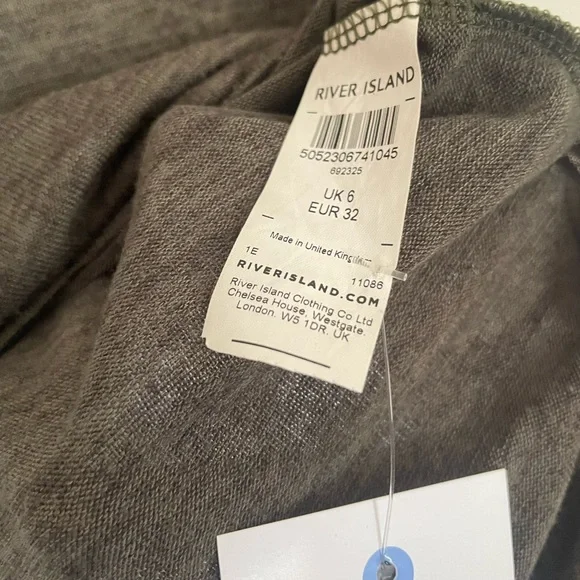 RIVER ISLAND
5052306741045
692325
UK 6
EUR 32
Made in United
1E 11086
RIVERISLAND.COM
River Island Clothing Co Ltd
Chelsea House, Westgate,
London. W5 1DR. UK